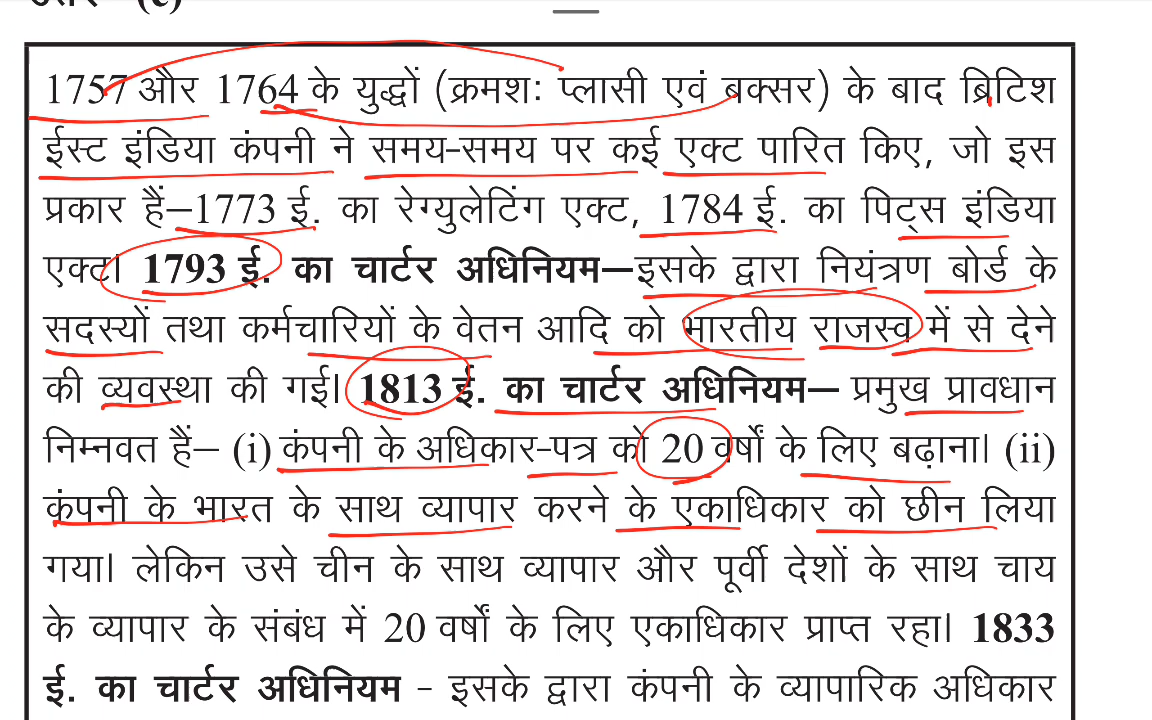 (c)
1757 और 1764 के युद्धों (क्रमशः प्लासी एवं बक्सर) के बाद ब्रिटिश
ईस्ट इंडिया कंपनी ने समय-समय पर कई एक्ट पारित किए, जो इस
प्रकार हैं–1773 ई. का रेग्युलेटिंग एक्ट, 1784 ई. का पिट्स इंडिया
एक्ट। 1793 ई. का चार्टर अधिनियम–इसके द्वारा नियंत्रण बोर्ड के
सदस्यों तथा कर्मचारियों के वेतन आदि को भारतीय राजस्व में से देने
की व्यवस्था की गई। 1813 ई. का चार्टर अधिनियम– प्रमुख प्रावधान
निम्नवत हैं– (i) कंपनी के अधिकार-पत्र को 20 वर्षों के लिए बढ़ाना। (ii)
कंपनी के भारत के साथ व्यापार करने के एकाधिकार को छीन लिया
गया। लेकिन उसे चीन के साथ व्यापार और पूर्वी देशों के साथ चाय
के व्यापार के संबंध में 20 वर्षों के लिए एकाधिकार प्राप्त रहा। 1833
ई. का चार्टर अधिनियम - इसके द्वारा कंपनी के व्यापारिक अधिकार